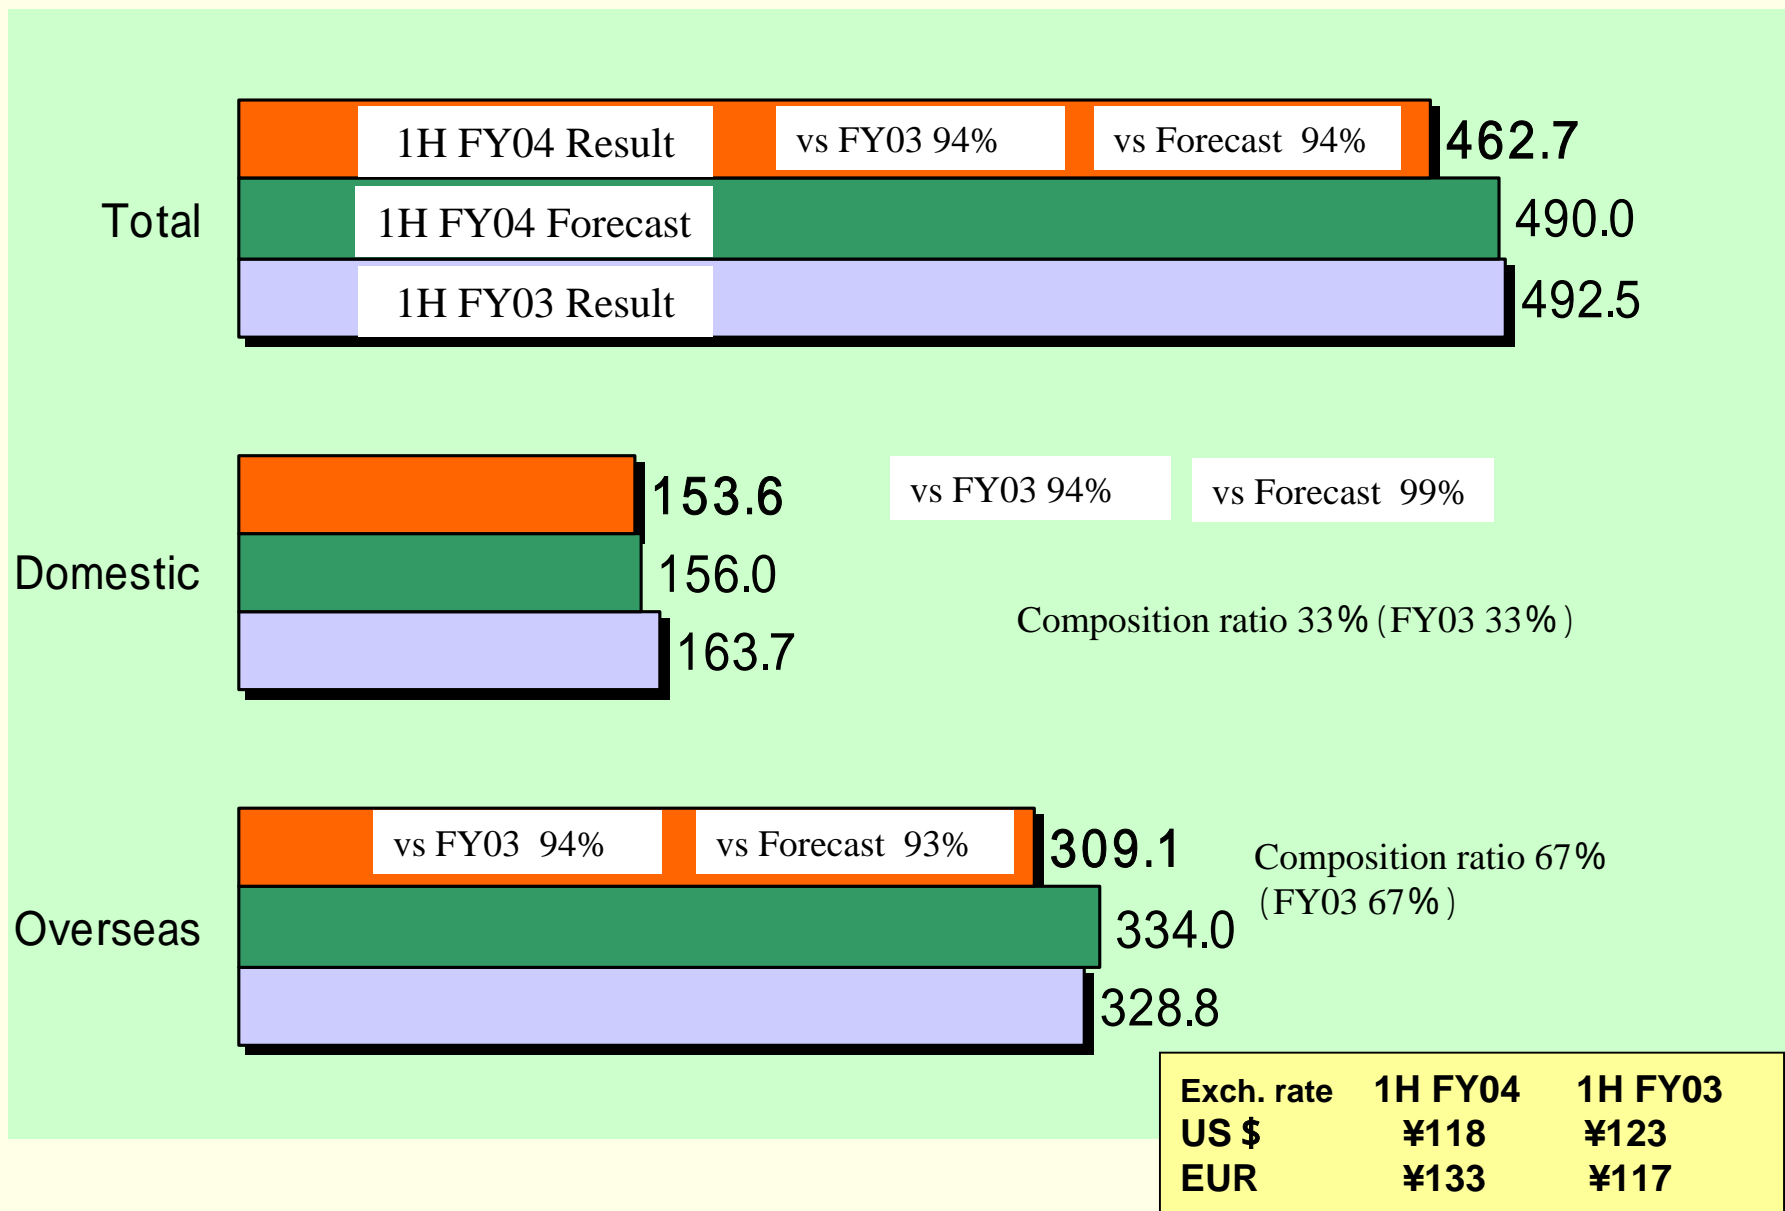 1H FY04 Result vs FY03 94% vs Forecast 94% 462.7
Total 1H FY04 Forecast 490.0
1H FY03 Result 492.5
153.6 vs FY03 94% vs Forecast 99%
Domestic 156.0
Composition ratio 33% (FY03 33%)
163.7
vs FY03 94% vs Forecast 93% 309.1 Composition ratio 67%
(FY03 67%)
Overseas 334.0
328.8
Exch. rate 1H FY04 1H FY03
US $ ¥118 ¥123
EUR ¥133 ¥117